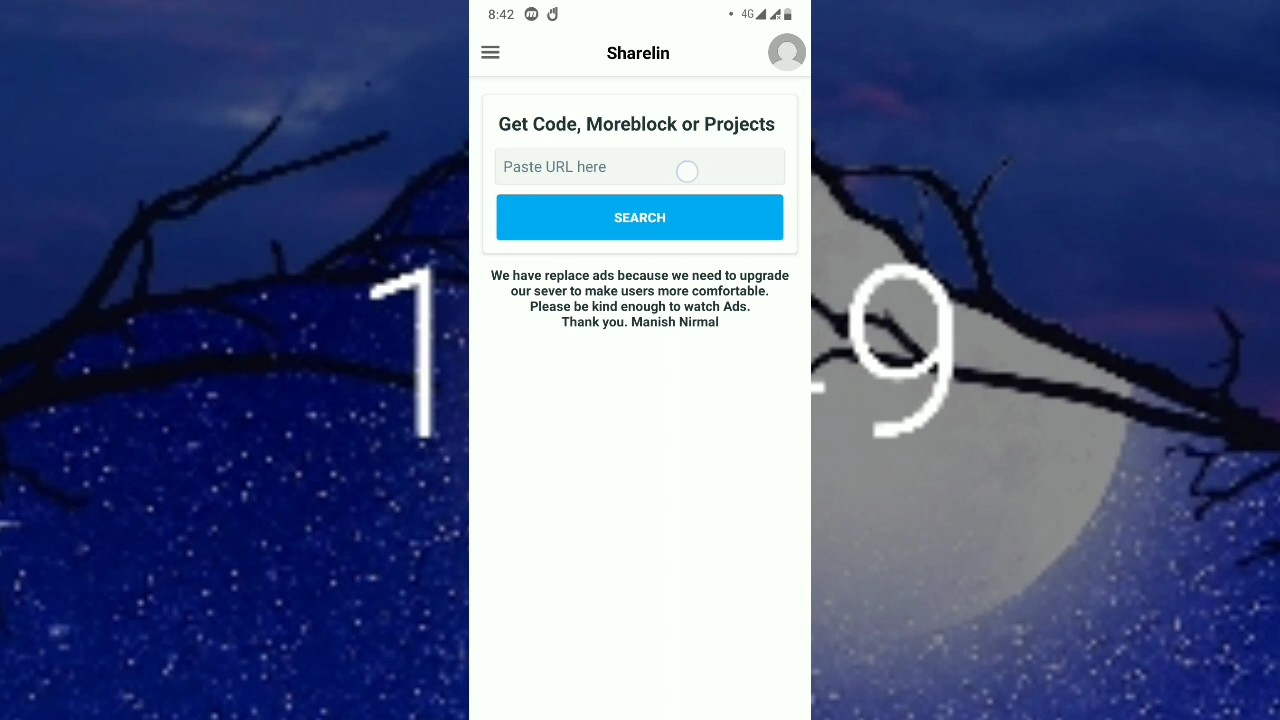 8:42
4G
Sharelin
Get Code, Moreblock or Projects
Paste URL here
SEARCH
We have replace ads because we need to upgrade
our sever to make users more comfortable.
Please be kind enough to watch Ads.
Thank you. Manish Nirmal
1
9